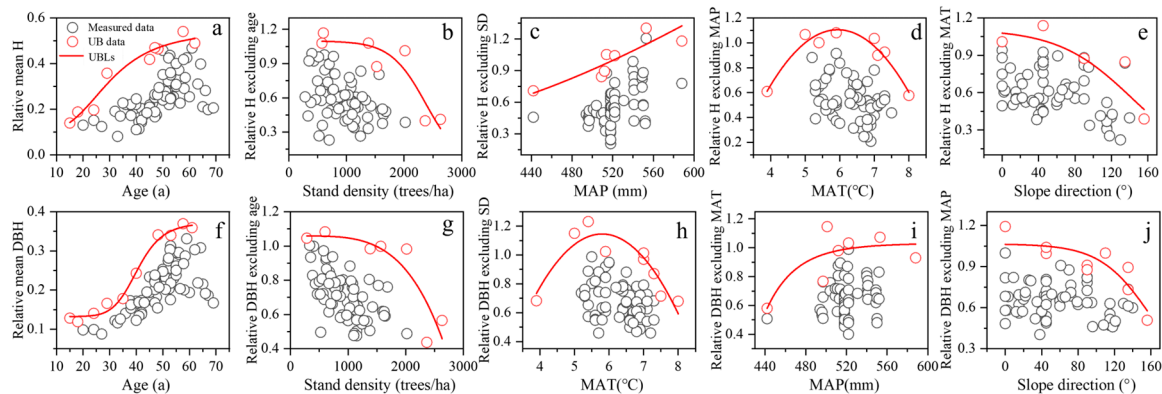 Measured data
UB data
UBLs
a
Rlative mean H
0.6
0.4
0.2
0.0
10 20 30 40 50 60 70
Age (a)
b
Relative H excluding age
1.2
0.9
0.6
0.3
0 1000 2000 3000
Stand density (trees/ha)
c
Relative H excluding SD
1.2
0.9
0.6
0.3
0.0
440 480 520 560 600
MAP (mm)
d
Relative H excluding MAP
1.2
1.0
0.8
0.6
0.4
0.2
4 5 6 7 8
MAT(℃)
e
Relative H excluding MAT
1.2
0.9
0.6
0.3
0 40 80 120 160
Slope direction (°)
f
Relative mean DBH
0.4
0.3
0.2
0.1
10 20 30 40 50 60 70
Age (a)
g
Relative DBH excluding age
1.2
1.0
0.8
0.6
0.4
0 1000 2000 3000
Stand density (trees/ha)
h
Relative DBH excluding SD
1.2
1.0
0.8
0.6
0.4
4 5 6 7 8
MAT(℃)
i
Relative DBH excluding MAT
1.2
1.0
0.8
0.6
0.4
440 480 520 560 600
MAP(mm)
j
Relative DBH excluding MAP
1.2
0.9
0.6
0.3
0 40 80 120 160
Slope direction (°)